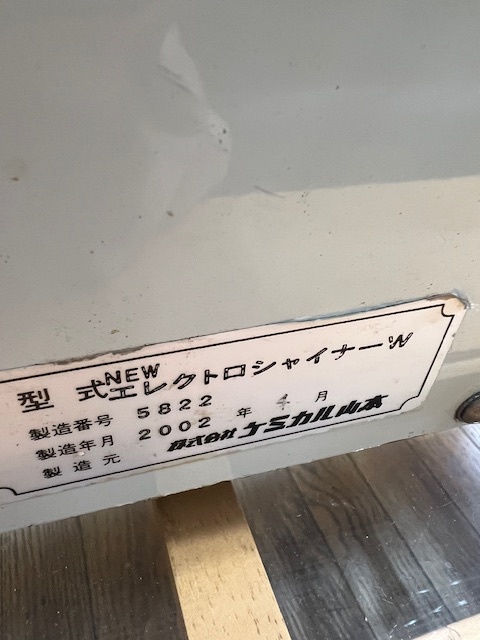 型 式 NEW エレクトロシャイナーW
製造番号 5822
製造年月 2002 年 4 月
製造元 株式会社 ケミカル山本